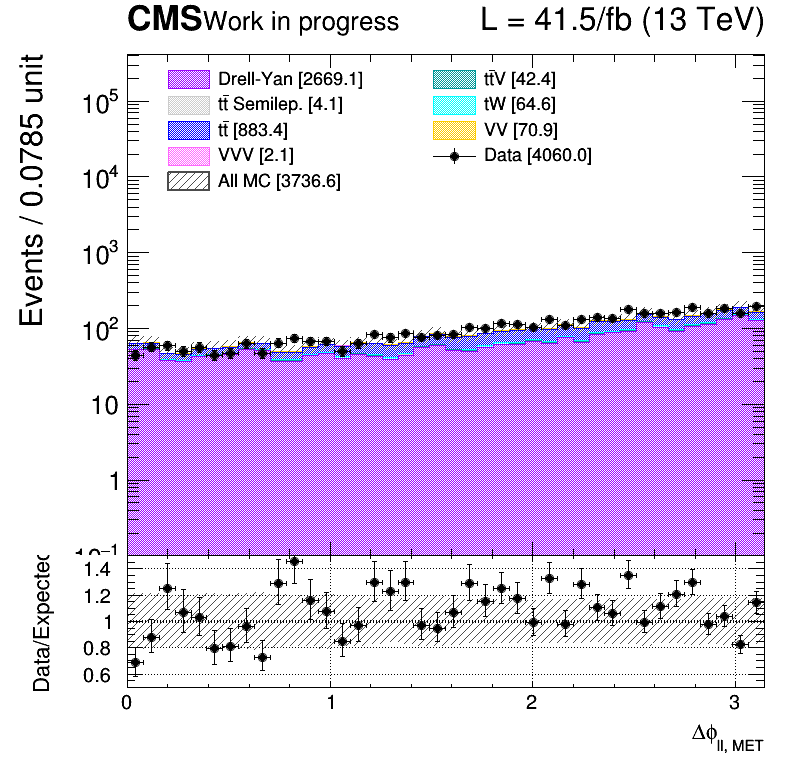 CMS Work in progress L = 41.5/fb (13 TeV)
Events / 0.0785 unit
Drell-Yan [2669.1]
tt̄ Semilep. [4.1]
tt̄ [883.4]
VVV [2.1]
All MC [3736.6]
tt̄V [42.4]
tW [64.6]
VV [70.9]
Data [4060.0]
10⁵
10⁴
10³
10²
10
1
10⁻¹
Data/Expected
1.4
1.2
1
0.8
0.6
0 1 2 3
Δϕll, MET